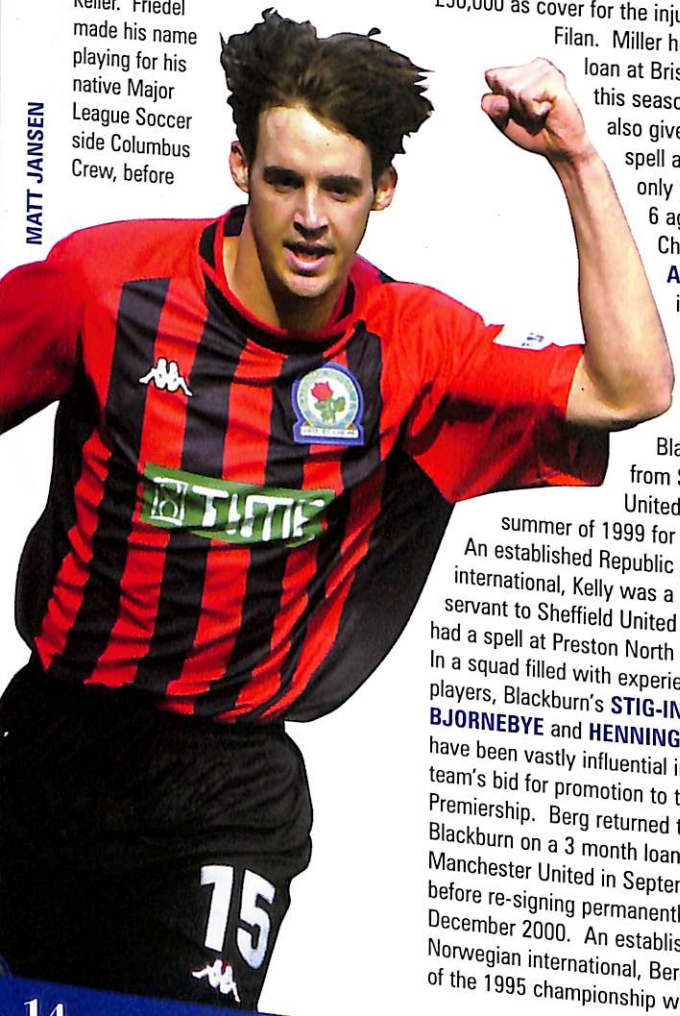 Keller. Friedel
made his name
playing for his
native Major
League Soccer
side Columbus
Crew, before
MATT JANSEN
£50,000 as cover for the inju
Filan. Miller h
loan at Bris
this seaso
also give
spell a
only
6 ag
Ch
A
i
Bla
from S
United
summer of 1999 for
An established Republic
international, Kelly was a
servant to Sheffield United
had a spell at Preston North
In a squad filled with experie
players, Blackburn's STIG-IN
BJORNEBYE and HENNING
have been vastly influential i
team's bid for promotion to t
Premiership. Berg returned t
Blackburn on a 3 month loan
Manchester United in Septem
before re-signing permanentl
December 2000. An establis
Norwegian international, Ber
of the 1995 championship w
TIME
15
14